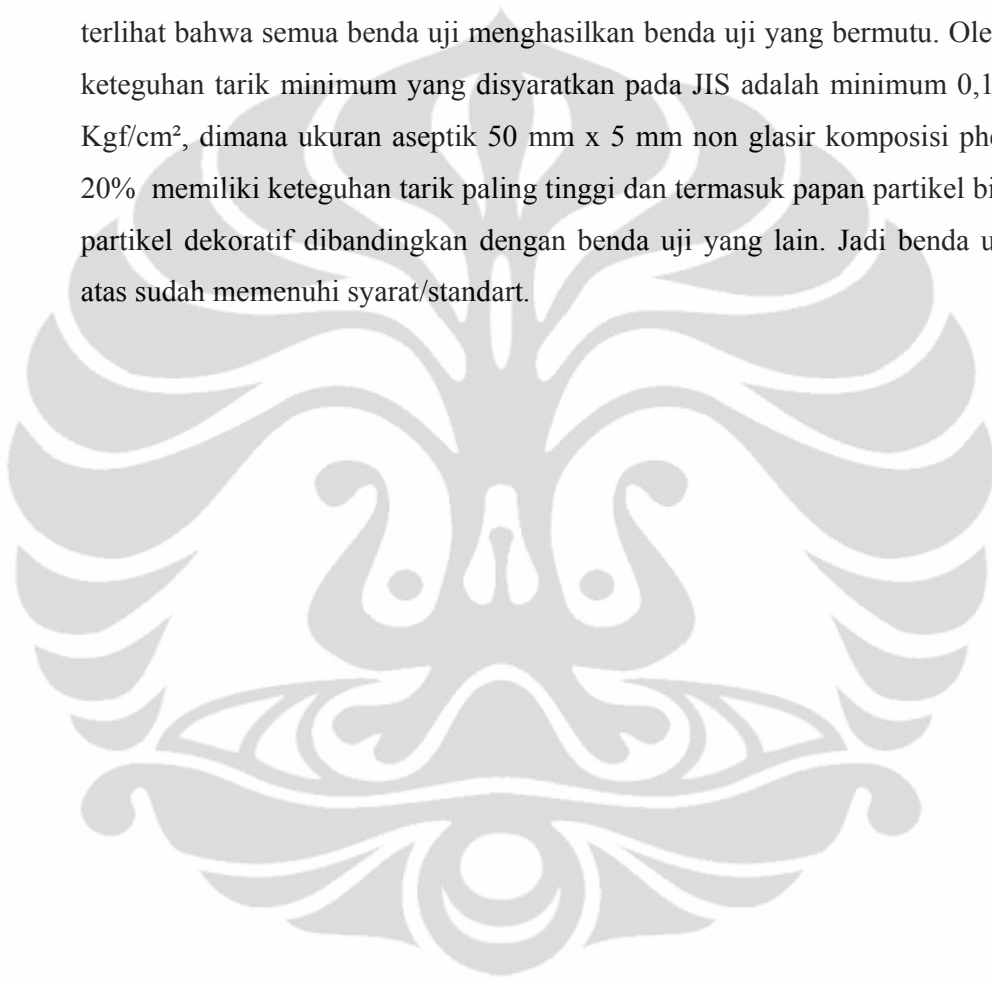 terlihat bahwa semua benda uji menghasilkan benda uji yang bermutu. Ole
keteguhan tarik minimum yang disyaratkan pada JIS adalah minimum 0,1
Kgf/cm², dimana ukuran aseptik 50 mm x 5 mm non glasir komposisi phe
20% memiliki keteguhan tarik paling tinggi dan termasuk papan partikel bi
partikel dekoratif dibandingkan dengan benda uji yang lain. Jadi benda u
atas sudah memenuhi syarat/standart.